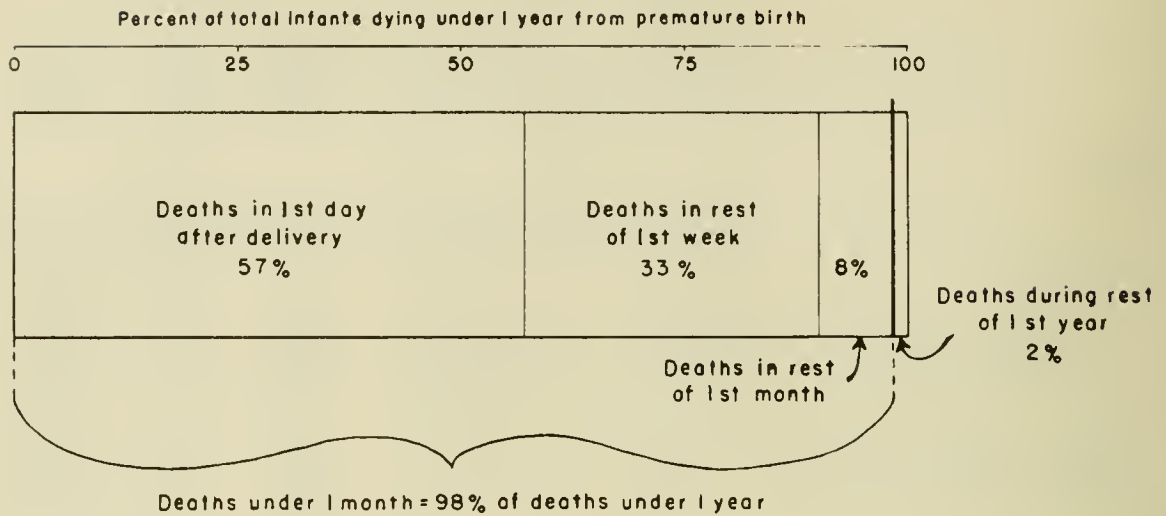 Percent of total infants dying under 1 year from premature birth
0 25 50 75 100
Deaths in 1st day
after delivery
57%
Deaths in rest
of 1st week
33%
8%
Deaths during rest
of 1st year
2%
Deaths in rest
of 1st month
Deaths under 1 month = 98% of deaths under 1 year